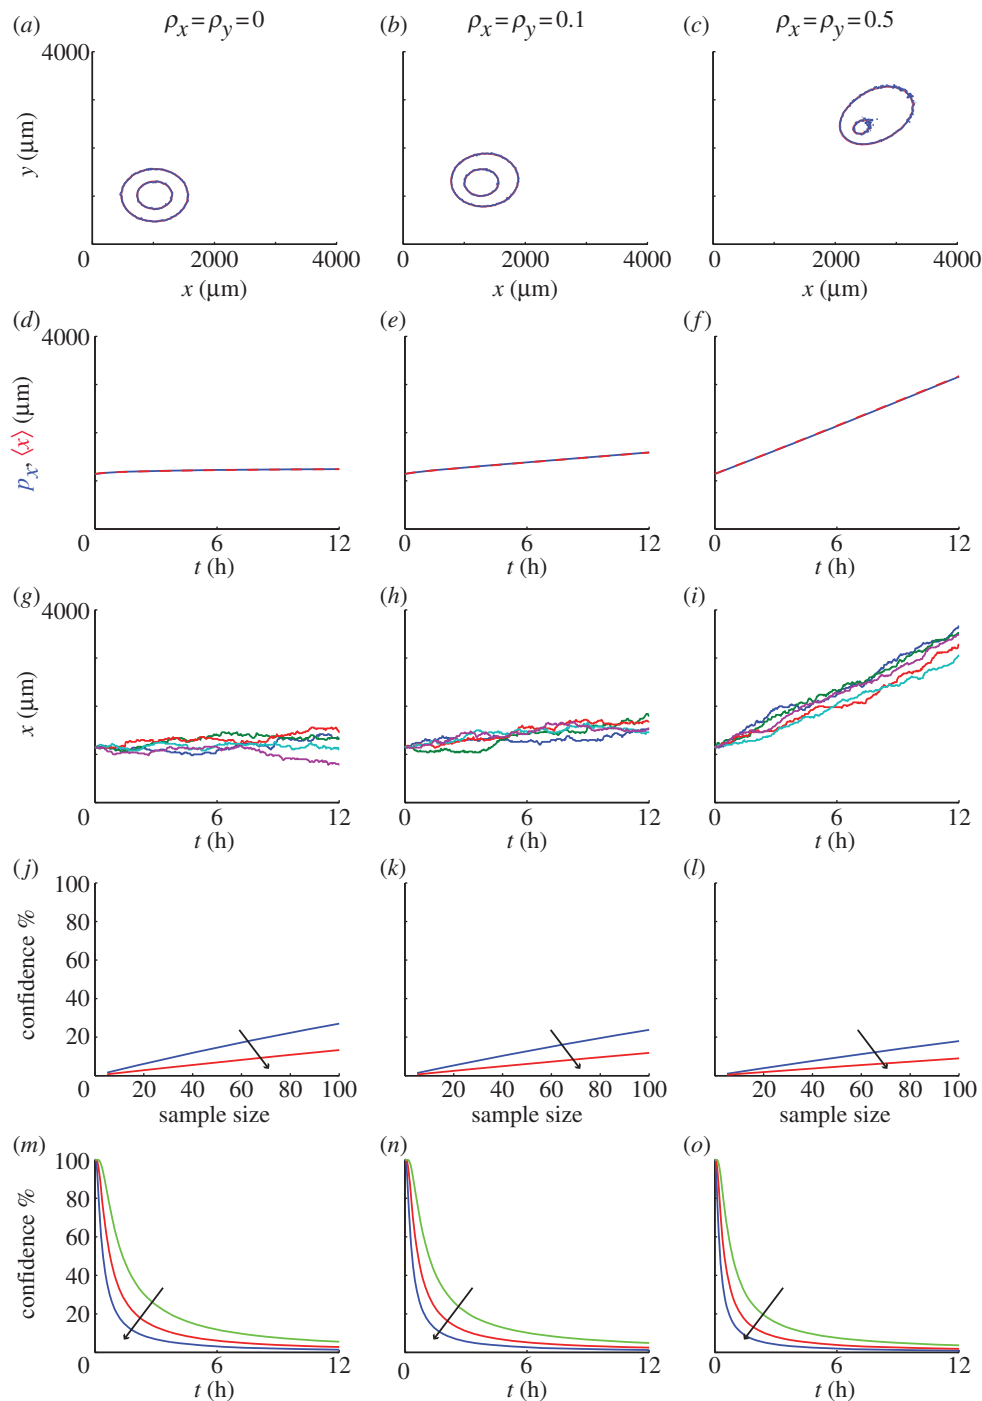 (a) ρx = ρy = 0 (b) ρx = ρy = 0.1 (c) ρx = ρy = 0.5
4000
y (μm)
0 2000 4000 0 2000 4000 0 2000 4000
x (μm) x (μm) x (μm)
(d) (e) (f)
4000
px, ⟨x⟩ (μm)
0 6 12 0 6 12 0 6 12
t (h) t (h) t (h)
(g) (h) (i)
4000
x (μm)
0 6 12 0 6 12 0 6 12
t (h) t (h) t (h)
(j) (k) (l)
100
80
60
40
20
confidence %
0 20 40 60 80 100 0 20 40 60 80 100 0 20 40 60 80 100
sample size sample size sample size
(m) (n) (o)
100
80
60
40
20
confidence %
0 6 12 0 6 12 0 6 12
t (h) t (h) t (h)